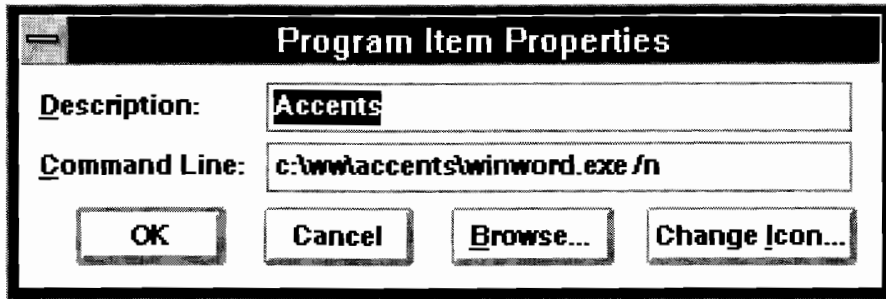 Program Item Properties
Description: Accents
Command Line: c:\ww\accents\winword.exe /n
OK Cancel Browse... Change Icon...